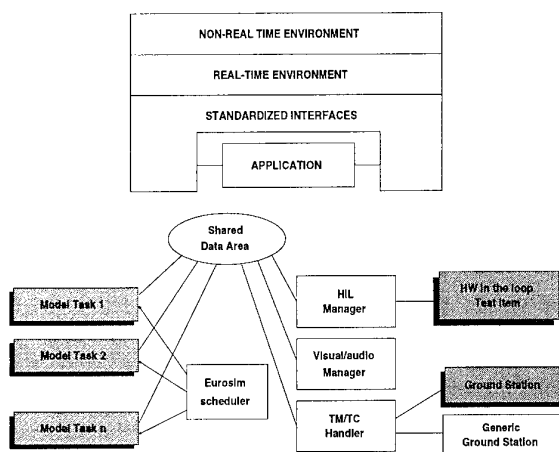 NON-REAL TIME ENVIRONMENT
REAL-TIME ENVIRONMENT
STANDARDIZED INTERFACES
APPLICATION
Shared
Data Area
Model Task 1
Model Task 2
Model Task n
Eurosim
scheduler
HIL
Manager
Visual/audio
Manager
TM/TC
Handler
HW in the loop
Test Item
Ground Station
Generic
Ground Station